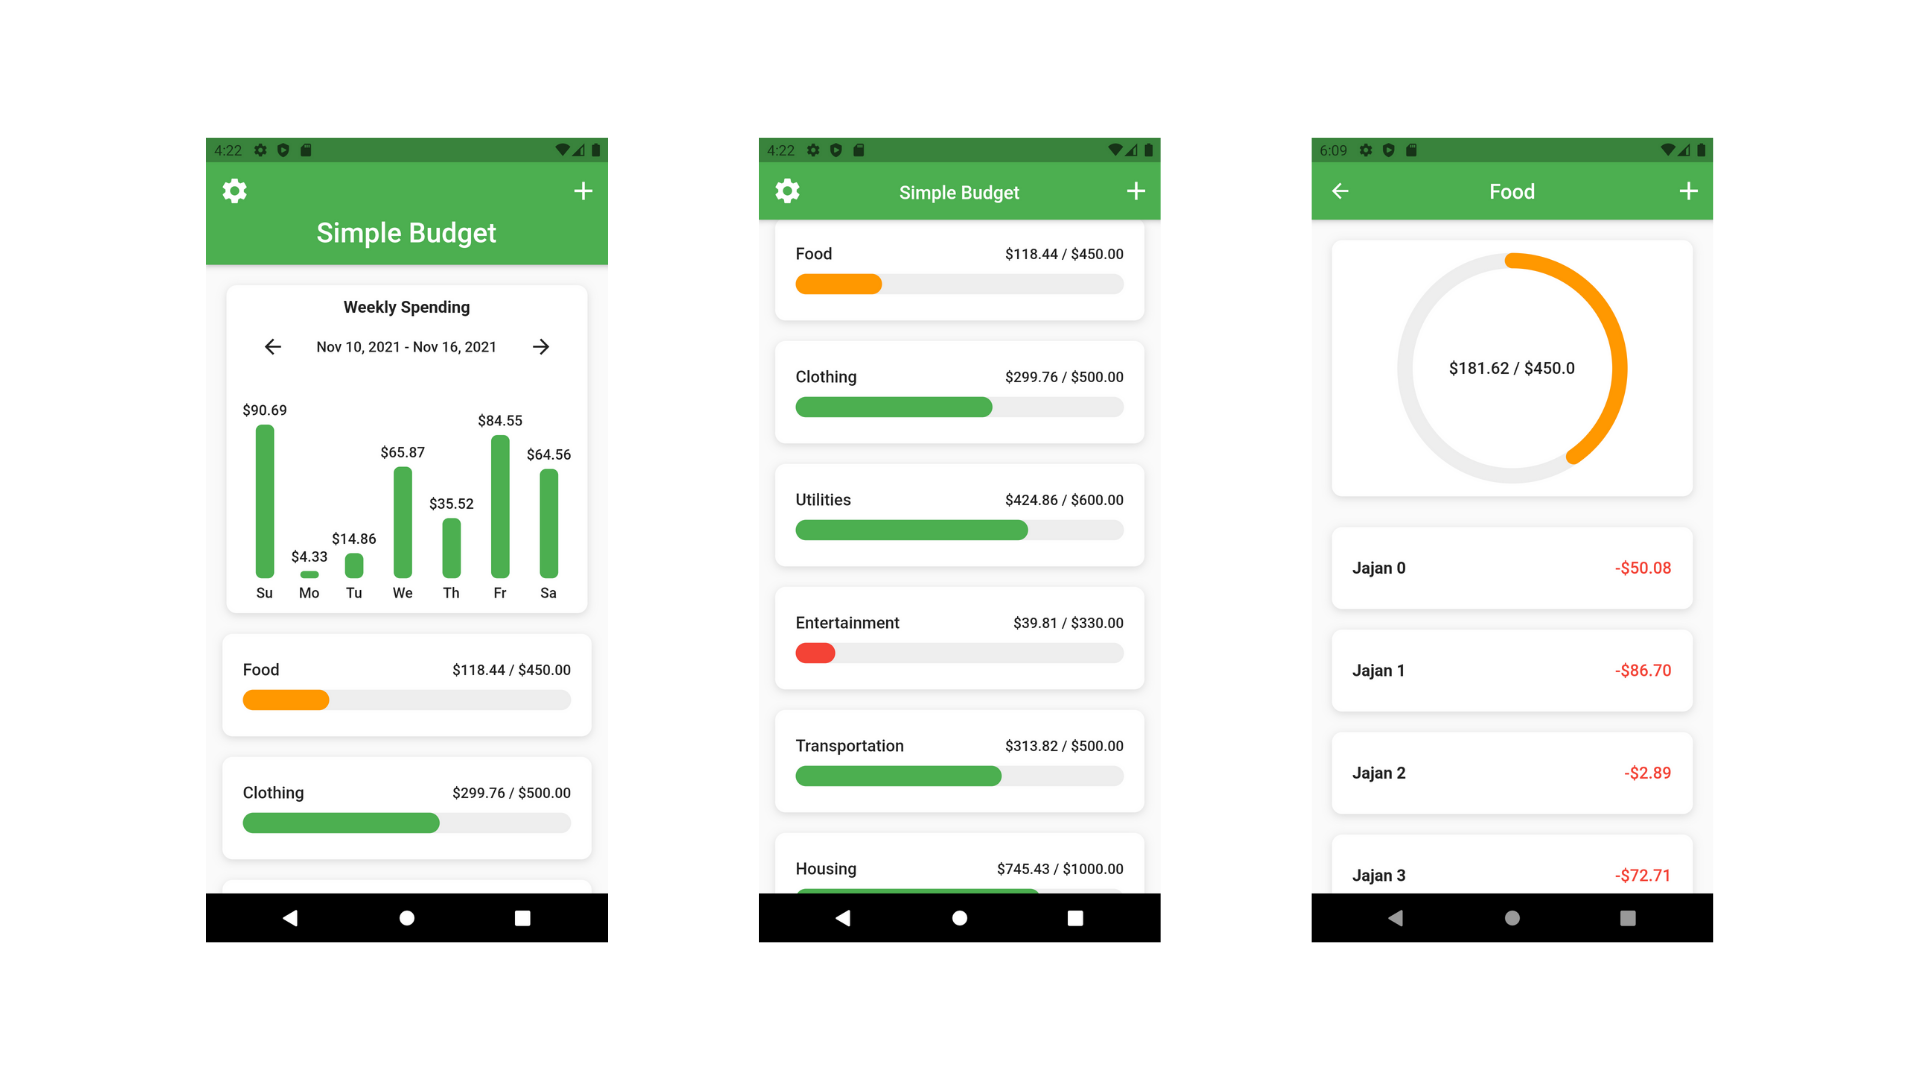 4:22
Simple Budget
Weekly Spending
Nov 10, 2021 - Nov 16, 2021
$90.69
$4.33
$14.86
$65.87
$35.52
$84.55
$64.56
Su Mo Tu We Th Fr Sa
Food $118.44 / $450.00
Clothing $299.76 / $500.00
4:22
Simple Budget
Food $118.44 / $450.00
Clothing $299.76 / $500.00
Utilities $424.86 / $600.00
Entertainment $39.81 / $330.00
Transportation $313.82 / $500.00
Housing $745.43 / $1000.00
6:09
Food
$181.62 / $450.0
Jajan 0 -$50.08
Jajan 1 -$86.70
Jajan 2 -$2.89
Jajan 3 -$72.71